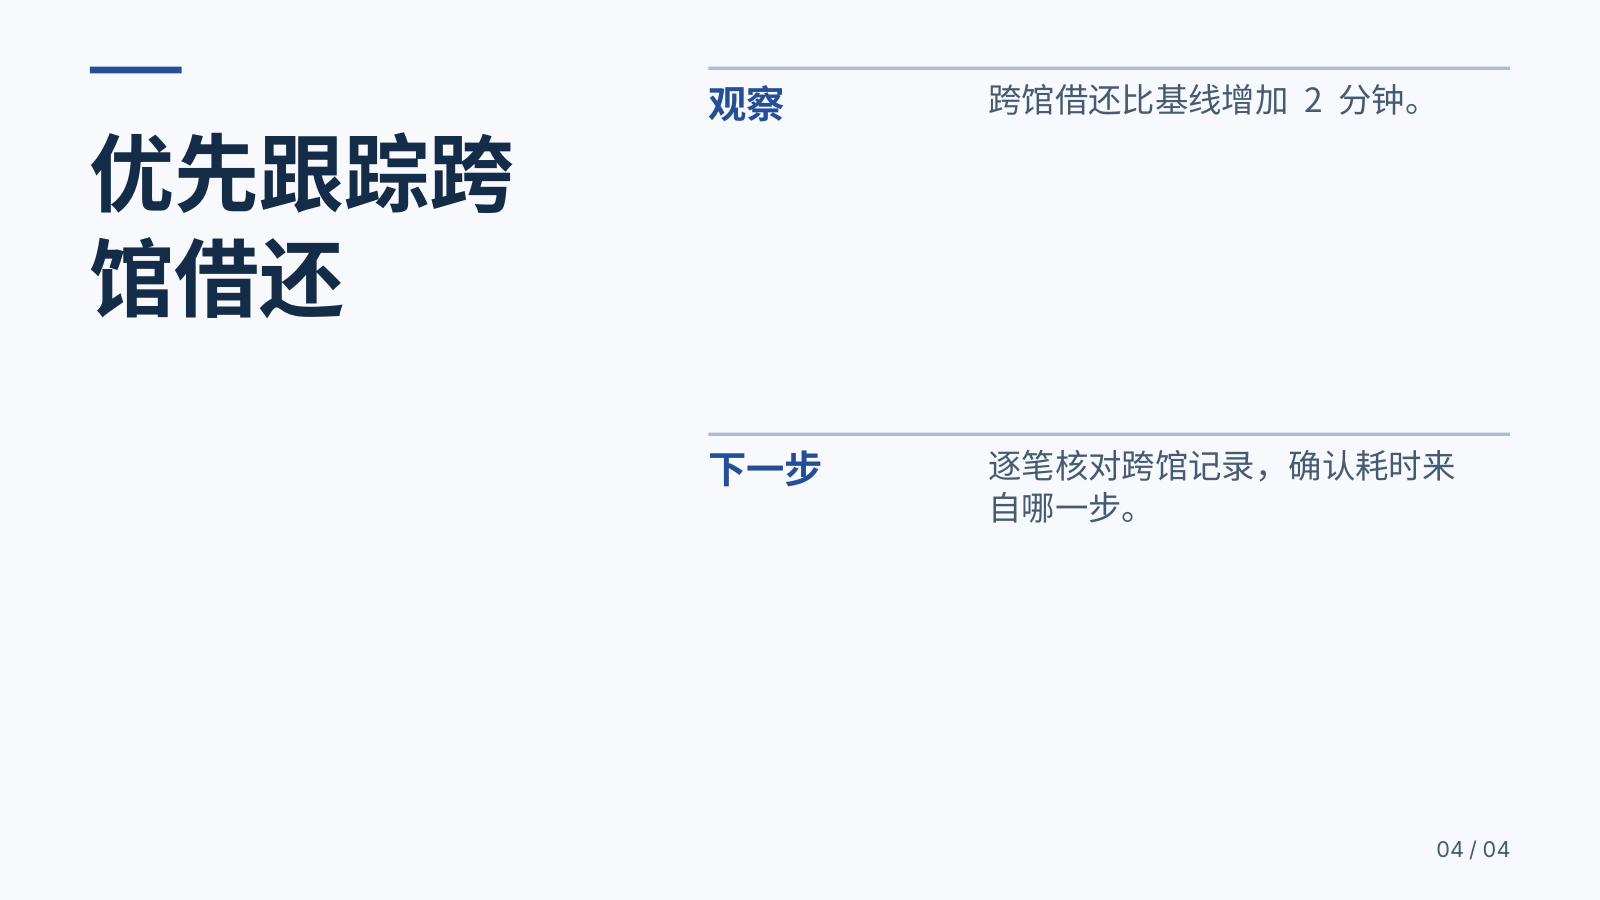 优先跟踪跨
馆借还
观察
跨馆借还比基线增加 2 分钟。
下一步
逐笔核对跨馆记录，确认耗时来
自哪一步。
04 / 04